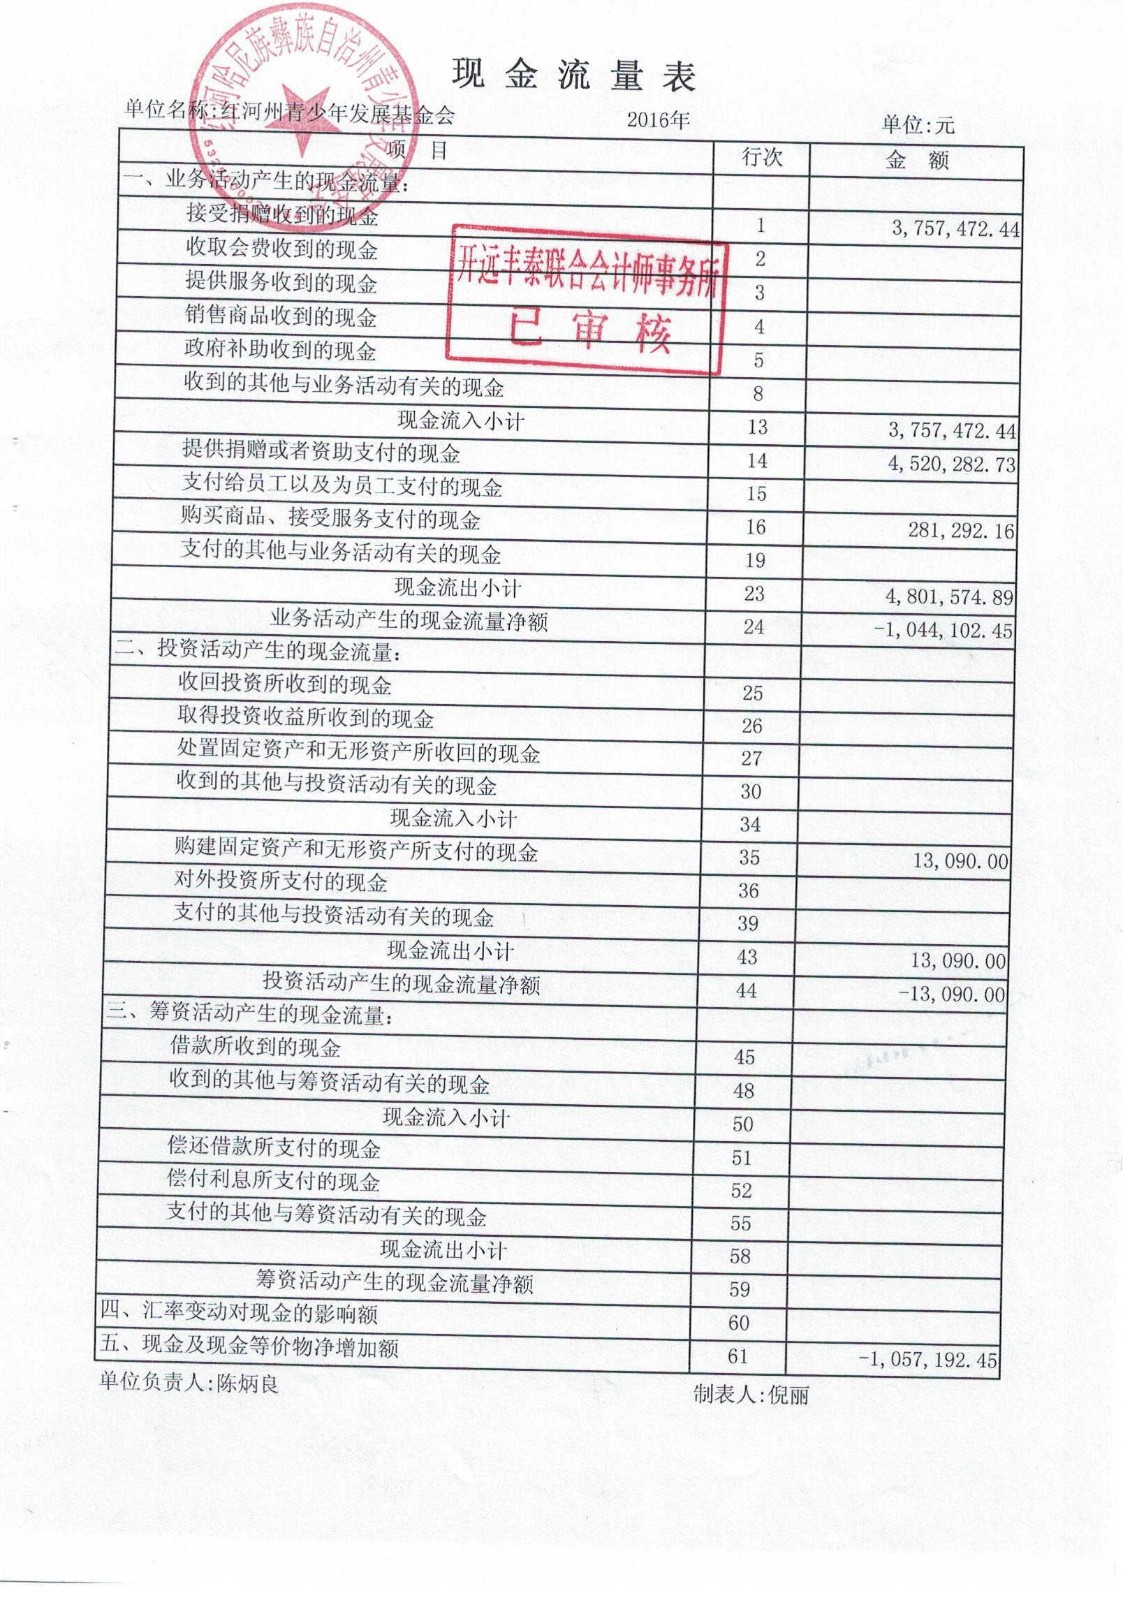 现金流量表
单位名称:红河州青少年发展基金会 2016年 单位:元
项 目 行次 金 额
一、业务活动产生的现金流量:
接受捐赠收到的现金 1 3,757,472.44
收取会费收到的现金 2
提供服务收到的现金 3
销售商品收到的现金 4
政府补助收到的现金 5
收到的其他与业务活动有关的现金 8
现金流入小计 13 3,757,472.44
提供捐赠或者资助支付的现金 14 4,520,282.73
支付给员工以及为员工支付的现金 15
购买商品、接受服务支付的现金 16 281,292.16
支付的其他与业务活动有关的现金 19
现金流出小计 23 4,801,574.89
业务活动产生的现金流量净额 24 -1,044,102.45
二、投资活动产生的现金流量:
收回投资所收到的现金 25
取得投资收益所收到的现金 26
处置固定资产和无形资产所收回的现金 27
收到的其他与投资活动有关的现金 30
现金流入小计 34
购建固定资产和无形资产所支付的现金 35 13,090.00
对外投资所支付的现金 36
支付的其他与投资活动有关的现金 39
现金流出小计 43 13,090.00
投资活动产生的现金流量净额 44 -13,090.00
三、筹资活动产生的现金流量:
借款所收到的现金 45
收到的其他与筹资活动有关的现金 48
现金流入小计 50
偿还借款所支付的现金 51
偿付利息所支付的现金 52
支付的其他与筹资活动有关的现金 55
现金流出小计 58
筹资活动产生的现金流量净额 59
四、汇率变动对现金的影响额 60
五、现金及现金等价物净增加额 61 -1,057,192.45
单位负责人:陈炳良 制表人:倪丽
红河哈尼族彝族自治州青少年发展基金会
开远丰泰联合会计师事务所
已审核